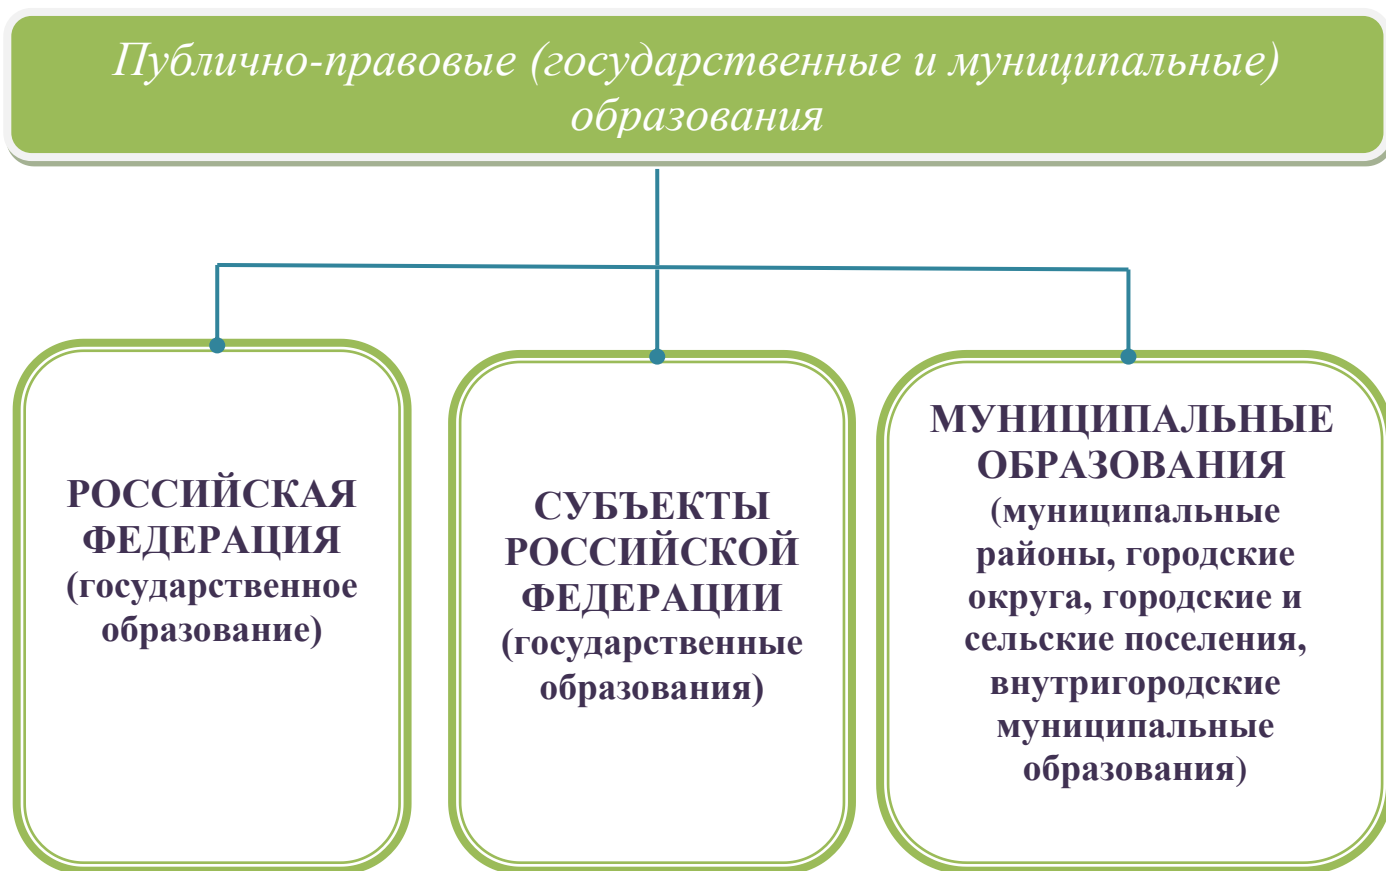 Публично-правовые (государственные и муниципальные)
образования
РОССИЙСКАЯ
ФЕДЕРАЦИЯ
(государственное
образование)
СУБЪЕКТЫ
РОССИЙСКОЙ
ФЕДЕРАЦИИ
(государственные
образования)
МУНИЦИПАЛЬНЫЕ
ОБРАЗОВАНИЯ
(муниципальные
районы, городские
округа, городские и
сельские поселения,
внутригородские
муниципальные
образования)